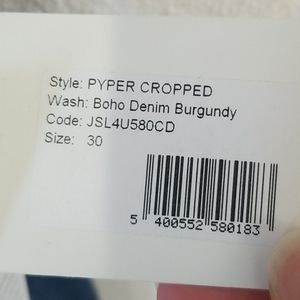 Style: PYPER CROPPED
Wash: Boho Denim Burgundy
Code: JSL4U580CD
Size: 30
5 400552 580183